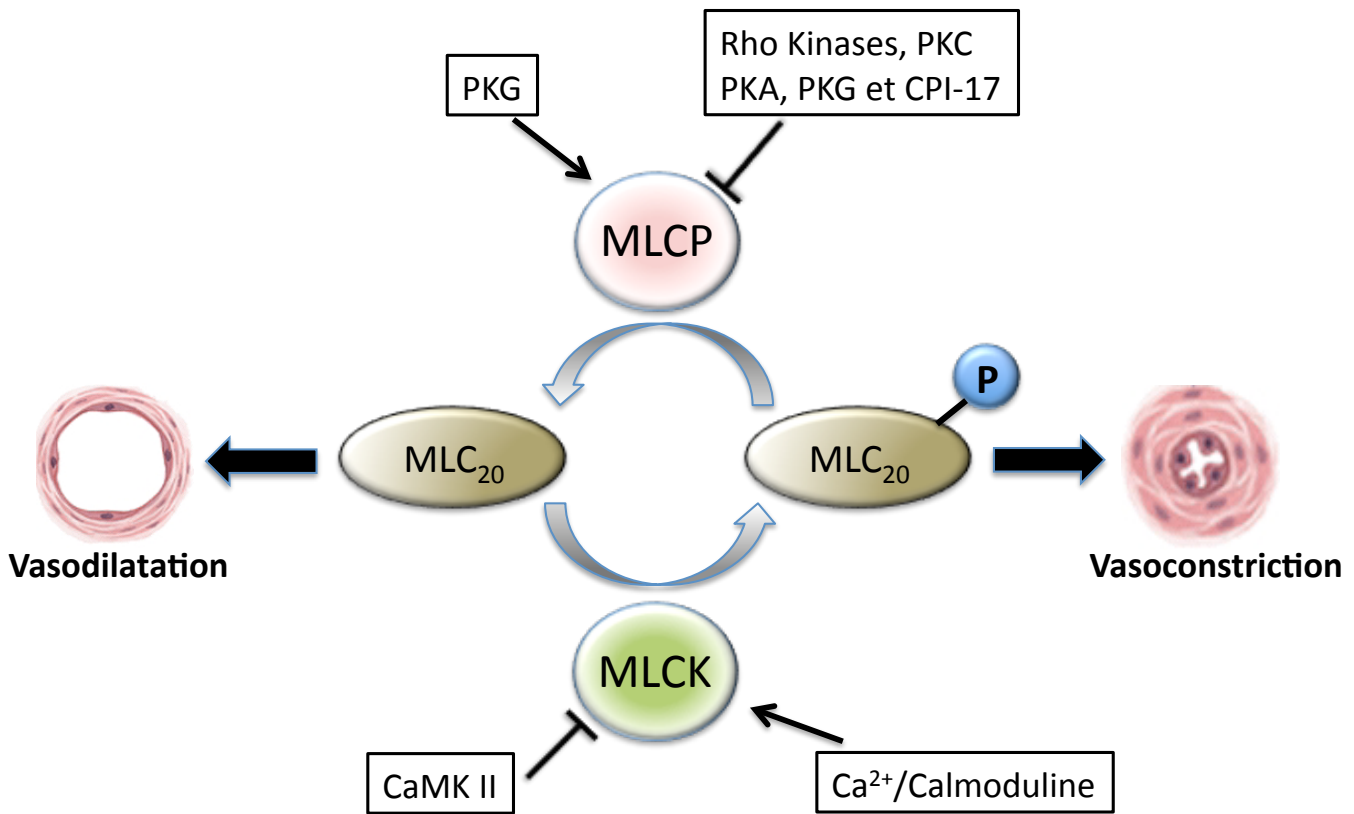 Rho Kinases, PKC
PKA, PKG et CPI-17
PKG
MLCP
P
MLC20
MLC20
Vasodilatation
Vasoconstriction
MLCK
CaMK II
Ca2+/Calmoduline